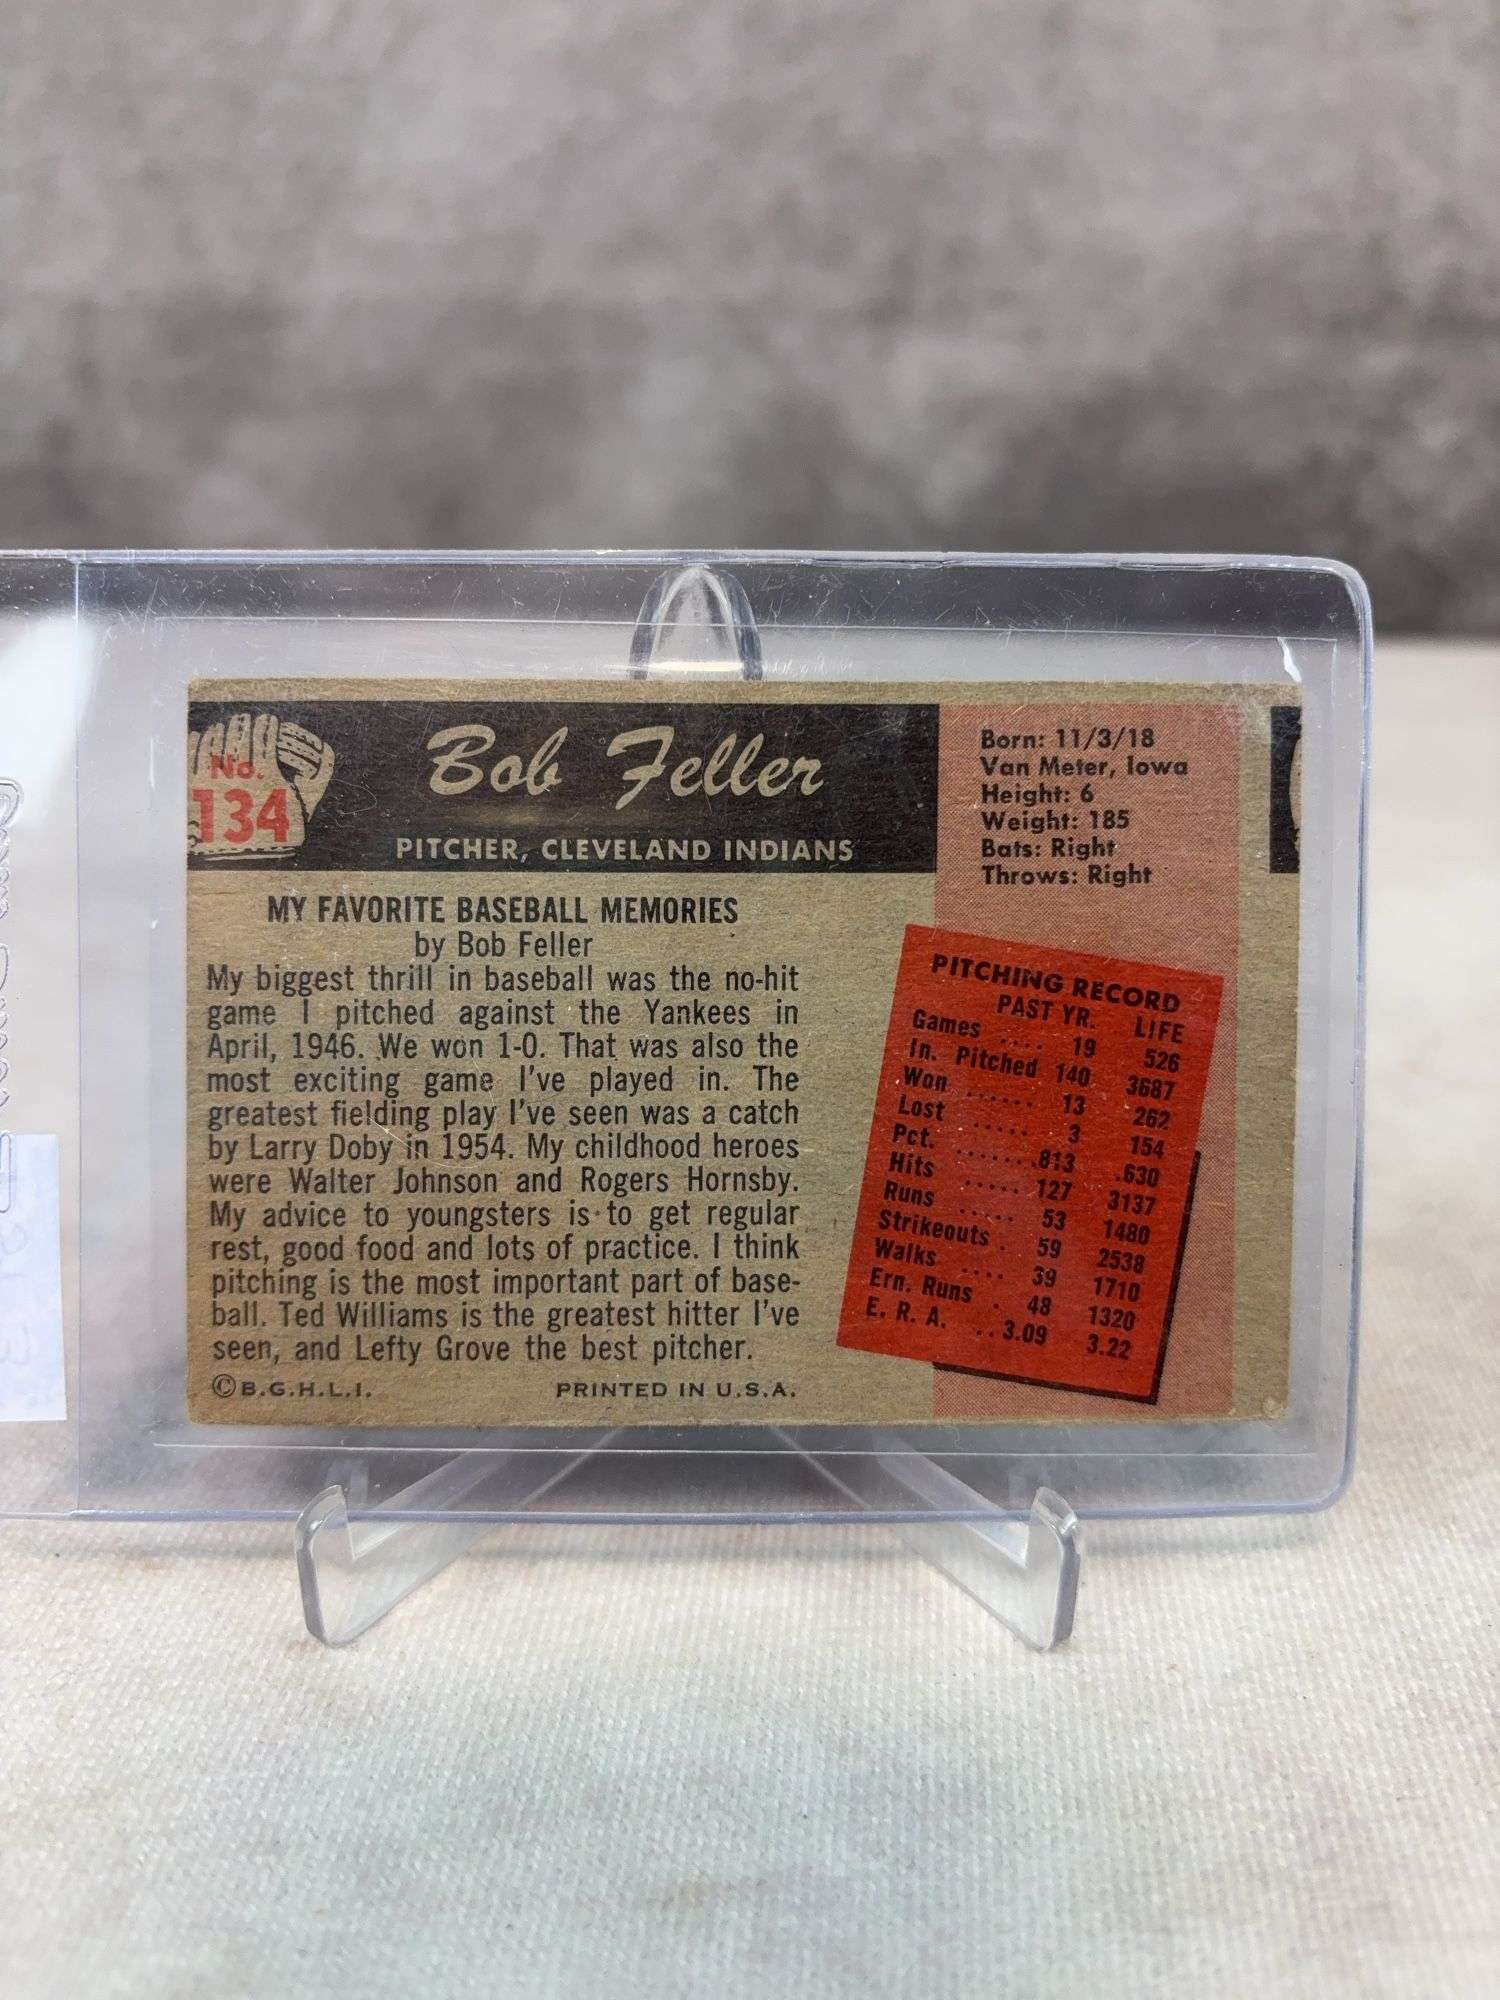 No.
134
Bob Feller
PITCHER, CLEVELAND INDIANS
Born: 11/3/18
Van Meter, Iowa
Height: 6
Weight: 185
Bats: Right
Throws: Right
MY FAVORITE BASEBALL MEMORIES
by Bob Feller
My biggest thrill in baseball was the no-hit
game I pitched against the Yankees in
April, 1946. We won 1-0. That was also the
most exciting game I've played in. The
greatest fielding play I've seen was a catch
by Larry Doby in 1954. My childhood heroes
were Walter Johnson and Rogers Hornsby.
My advice to youngsters is to get regular
rest, good food and lots of practice. I think
pitching is the most important part of base-
ball. Ted Williams is the greatest hitter I've
seen, and Lefty Grove the best pitcher.
© B.G.H.L.I. PRINTED IN U.S.A.
PITCHING RECORD
PAST YR. LIFE
Games .... 19 526
In. Pitched 140 3687
Won ...... 13 262
Lost ..... 3 154
Pct. .......813 .630
Hits ..... 127 3137
Runs ..... 53 1480
Strikeouts . 59 2538
Walks .... 39 1710
Ern. Runs . 48 1320
E. R. A. ..3.09 3.22